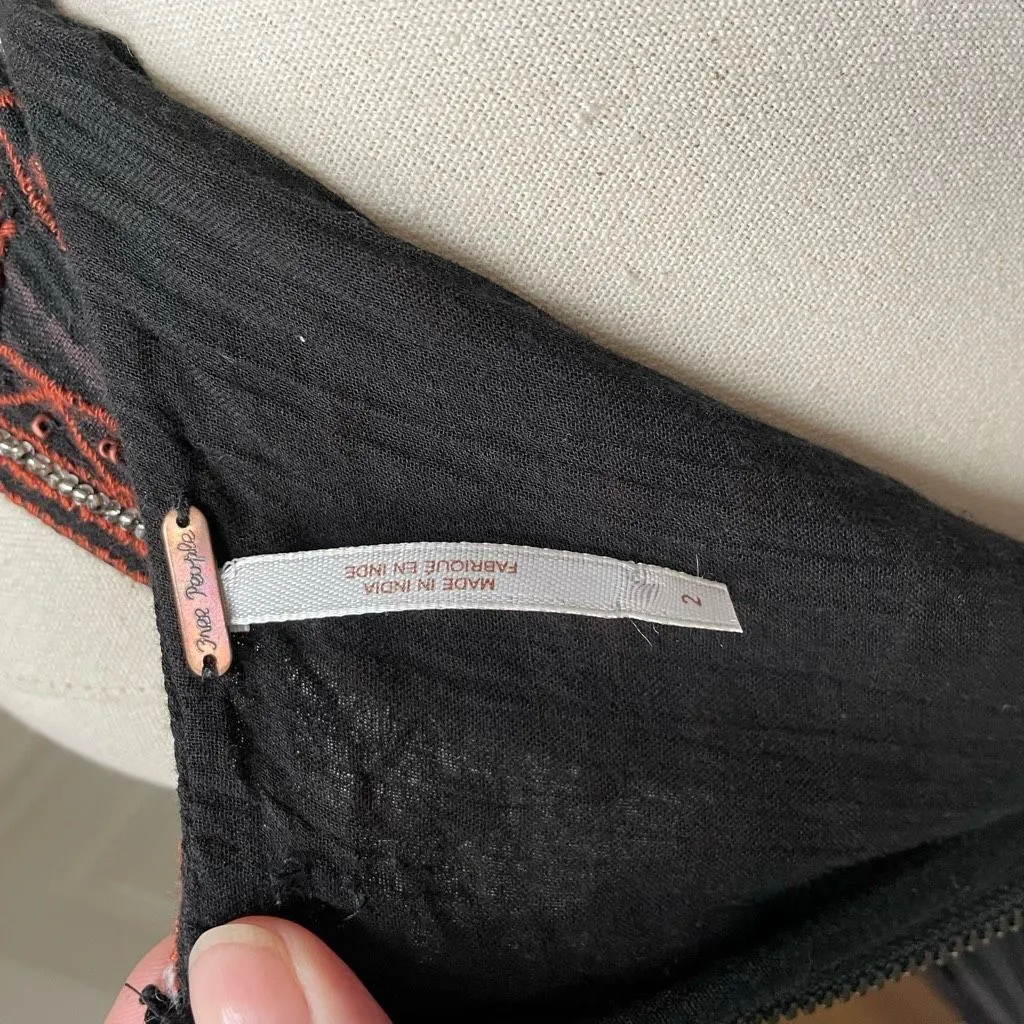 Free People
MADE IN INDIA
FABRIQUE EN INDE
2